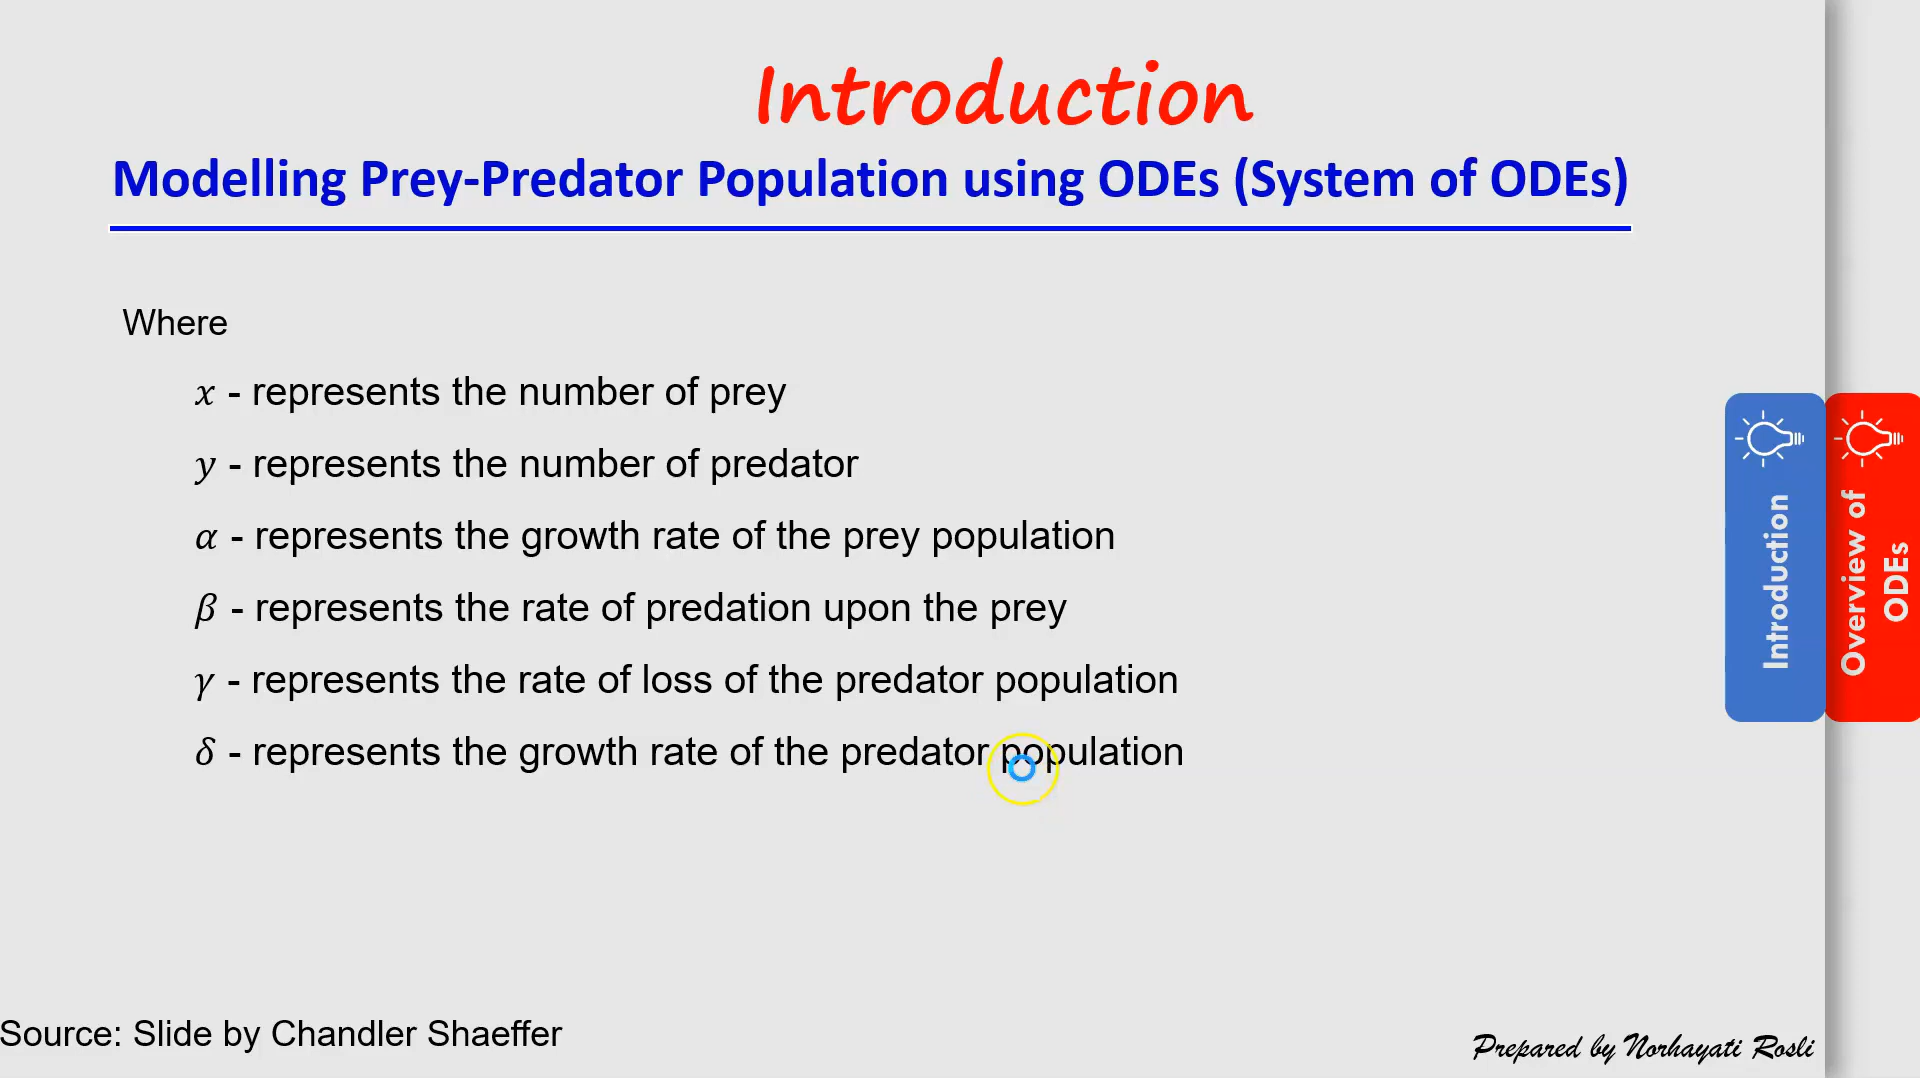 Introduction
Modelling Prey-Predator Population using ODEs (System of ODEs)
Where
x - represents the number of prey
y - represents the number of predator
α - represents the growth rate of the prey population
β - represents the rate of predation upon the prey
γ - represents the rate of loss of the predator population
δ - represents the growth rate of the predator population
Introduction
Overview of
ODEs
Source: Slide by Chandler Shaeffer
Prepared by Norhayati Rosli